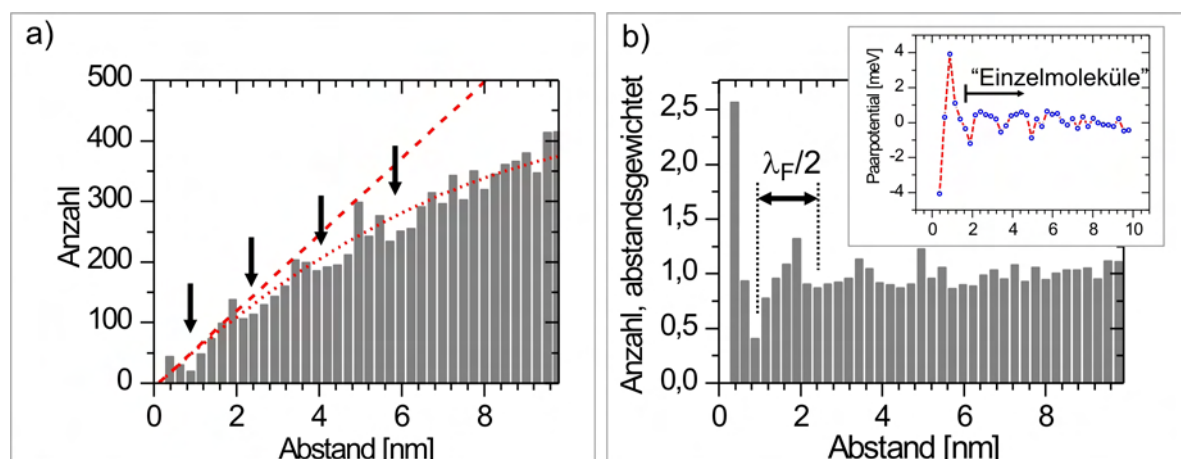 a)
500
400
300
200
100
0
Anzahl
0 2 4 6 8
Abstand [nm]
b)
2,5
2,0
1,5
1,0
0,5
0,0
Anzahl, abstandsgewichtet
λF/2
0 2 4 6 8
Abstand [nm]
4
2
0
-2
-4
Paarpotential [meV]
"Einzelmoleküle"
0 2 4 6 8 10